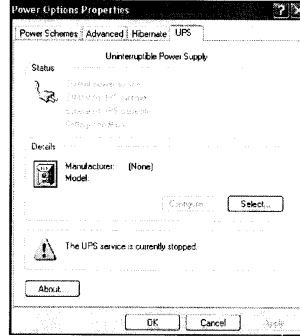 Power Options Properties
Power Schemes Advanced Hibernate UPS
Uninterruptible Power Supply
Status
Details
Manufacturer: (None)
Model:
Configure Select...
The UPS service is currently stopped.
About...
OK Cancel Apply